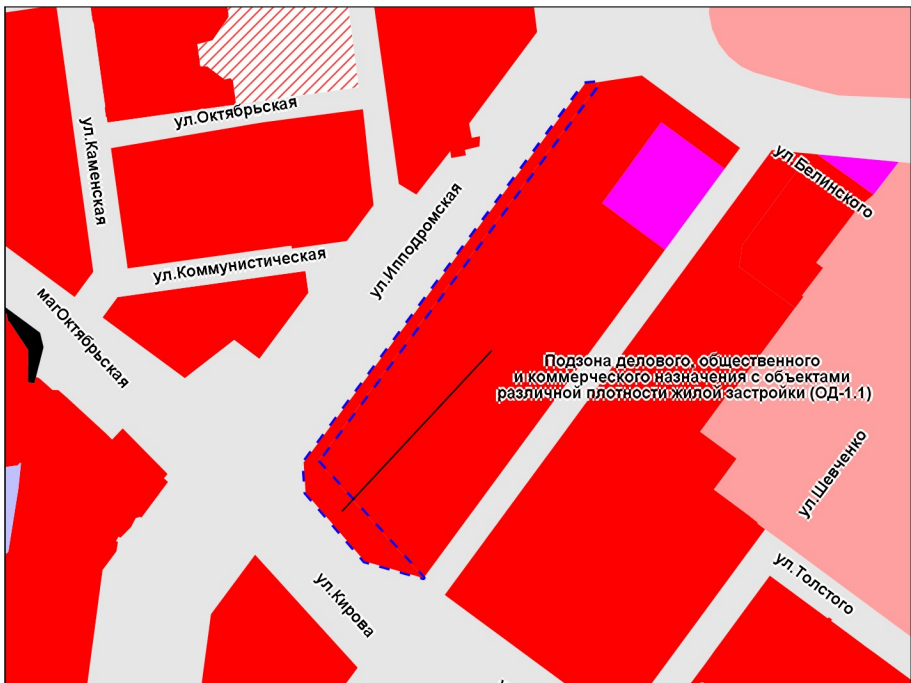 ул.Октябрьская
ул.Каменская
ул.Белинского
ул.Ипподромская
ул.Коммунистическая
магОктябрьская
Подзона делового, общественного
и коммерческого назначения с объектами
различной плотности жилой застройки (ОД-1.1)
ул.Шевченко
ул.Толстого
ул.Кирова